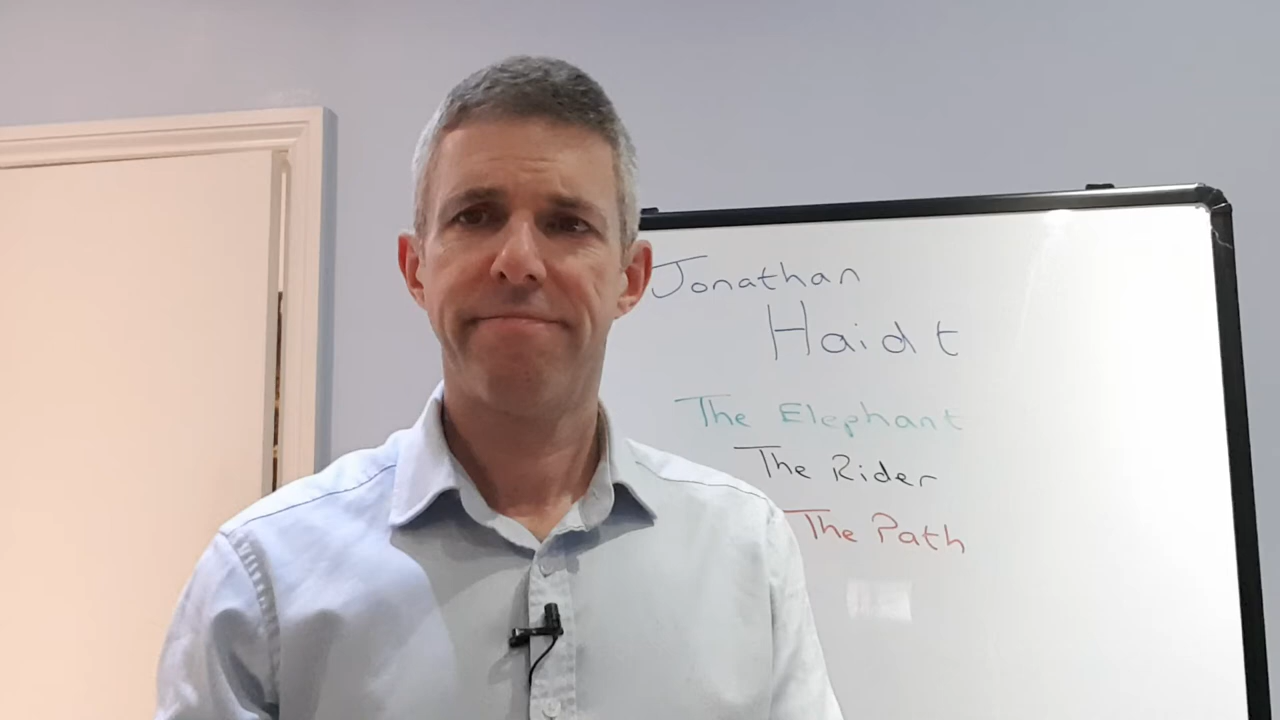 Jonathan
Haidt
The Elephant
The Rider
The Path